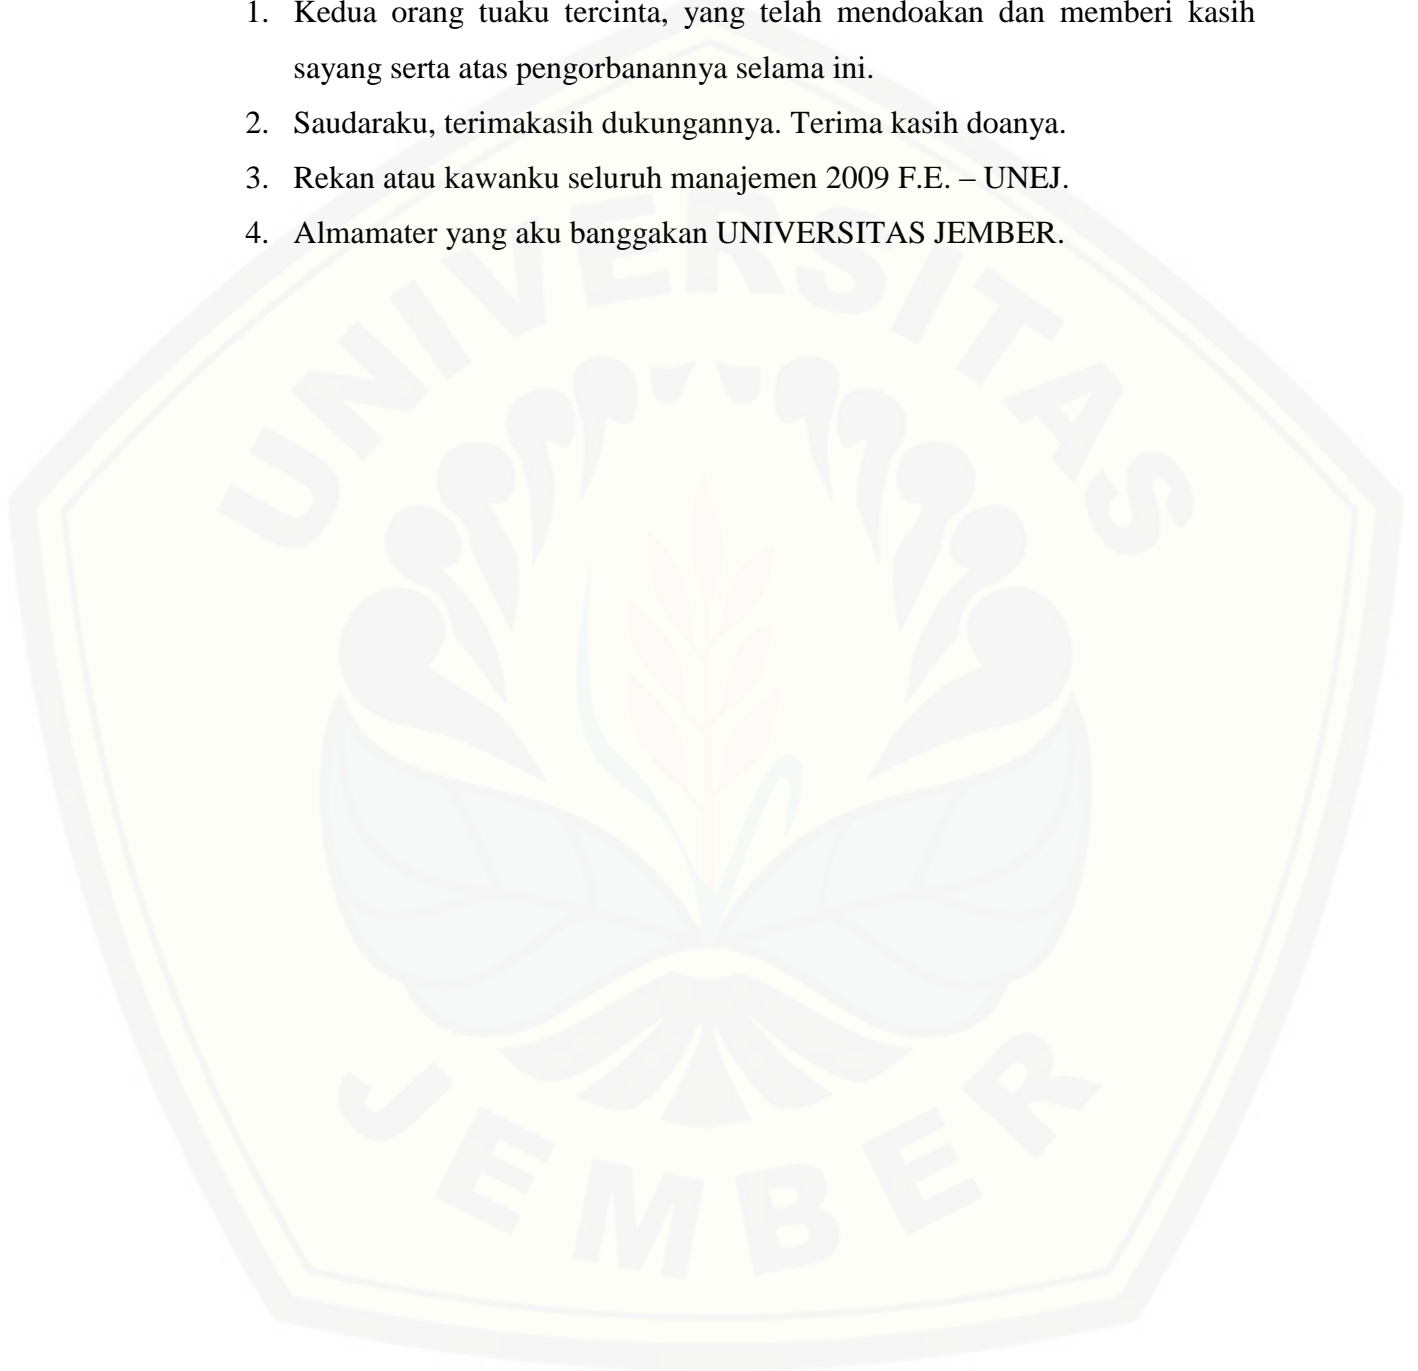 1. Kedua orang tuaku tercinta, yang telah mendoakan dan memberi kasih
sayang serta atas pengorbanannya selama ini.
2. Saudaraku, terimakasih dukungannya. Terima kasih doanya.
3. Rekan atau kawanku seluruh manajemen 2009 F.E. – UNEJ.
4. Almamater yang aku banggakan UNIVERSITAS JEMBER.
UNIVERSITAS
JEMBER